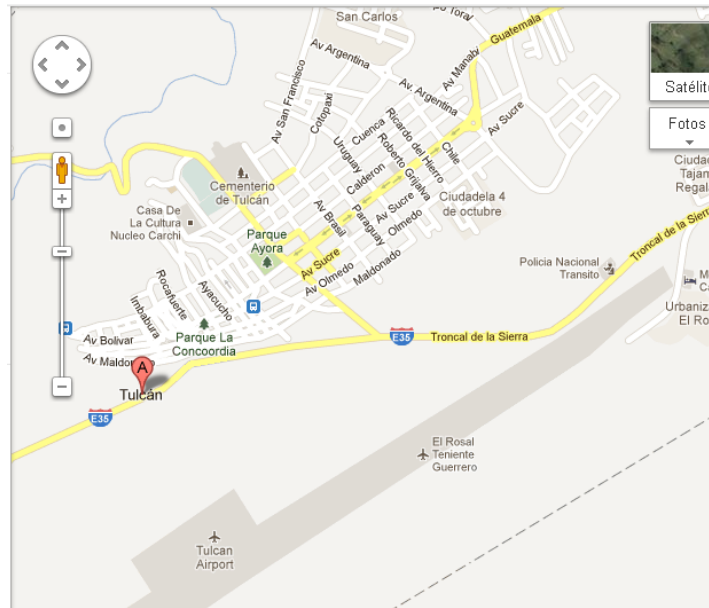 San Carlos
Toral
Guatemala
Av Argentina
Av Manabí
Av San Francisco
Cotopaxi
Av Argentina
Satélite
Fotos
Cuenca
Ricardo del Hierro
Av Sucre
Uruguay
Roberto Grijalva
Chile
Calderon
Cementerio
de Tulcán
Ciudadela 4
de octubre
Casa De
La Cultura
Nucleo Carchi
Av Brasil
Paraguay
Av Sucre
Olmedo
Parque
Ayora
Av Sucre
Av Olmedo
Maldonado
Policia Nacional
Transito
Troncal de la Sierra
Rocafuerte
Ayacucho
Imbabura
Parque La
Concoordia
Av Bolivar
E35
Troncal de la Sierra
Urbaniza
El Ro
A
Tulcán
E35
El Rosal
Teniente
Guerrero
Tulcan
Airport